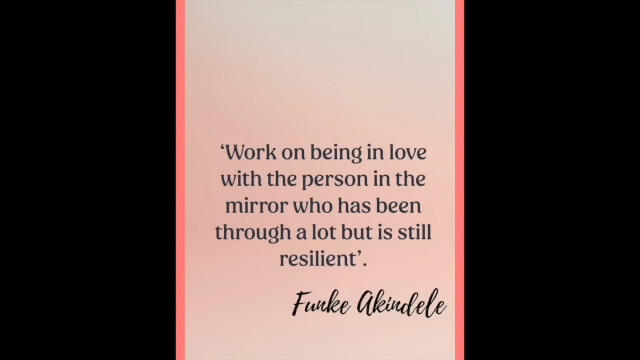 ‘Work on being in love
with the person in the
mirror who has been
through a lot but is still
resilient’.
Funke Akindele